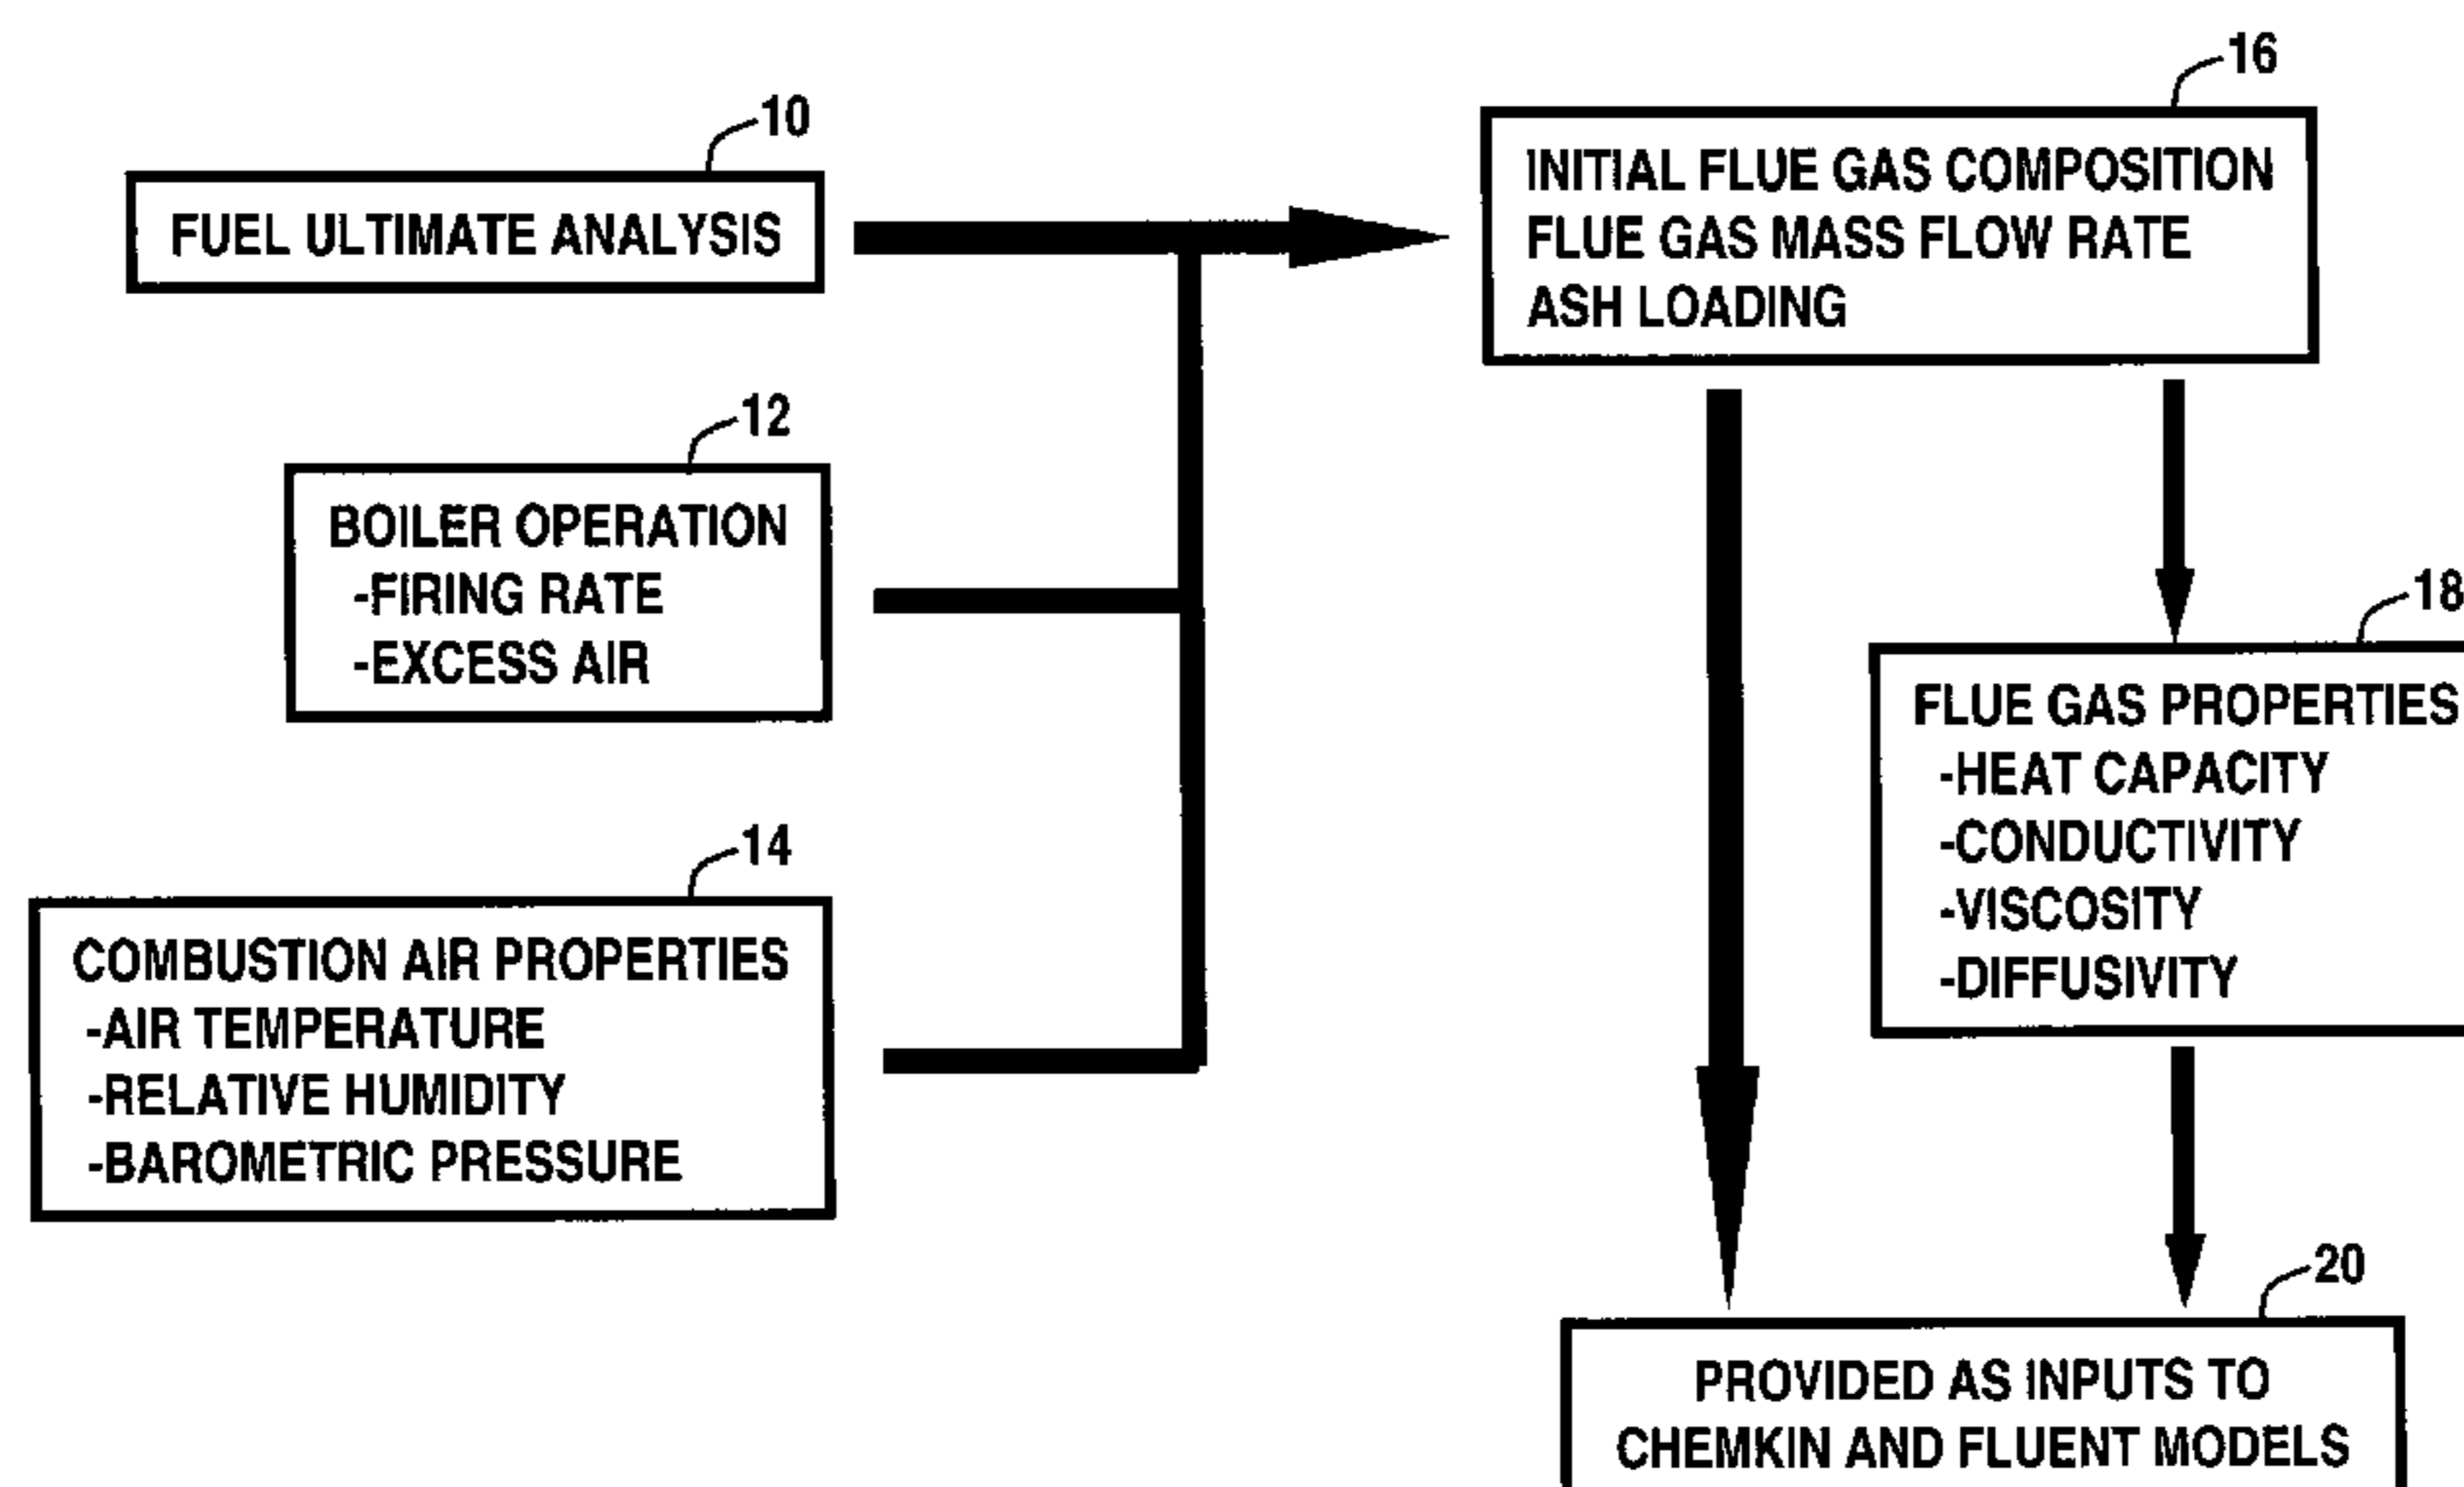 10
FUEL ULTIMATE ANALYSIS
12
BOILER OPERATION
-FIRING RATE
-EXCESS AIR
14
COMBUSTION AIR PROPERTIES
-AIR TEMPERATURE
-RELATIVE HUMIDITY
-BAROMETRIC PRESSURE
16
INITIAL FLUE GAS COMPOSITION
FLUE GAS MASS FLOW RATE
ASH LOADING
18
FLUE GAS PROPERTIES
-HEAT CAPACITY
-CONDUCTIVITY
-VISCOSITY
-DIFFUSIVITY
20
PROVIDED AS INPUTS TO
CHEMKIN AND FLUENT MODELS